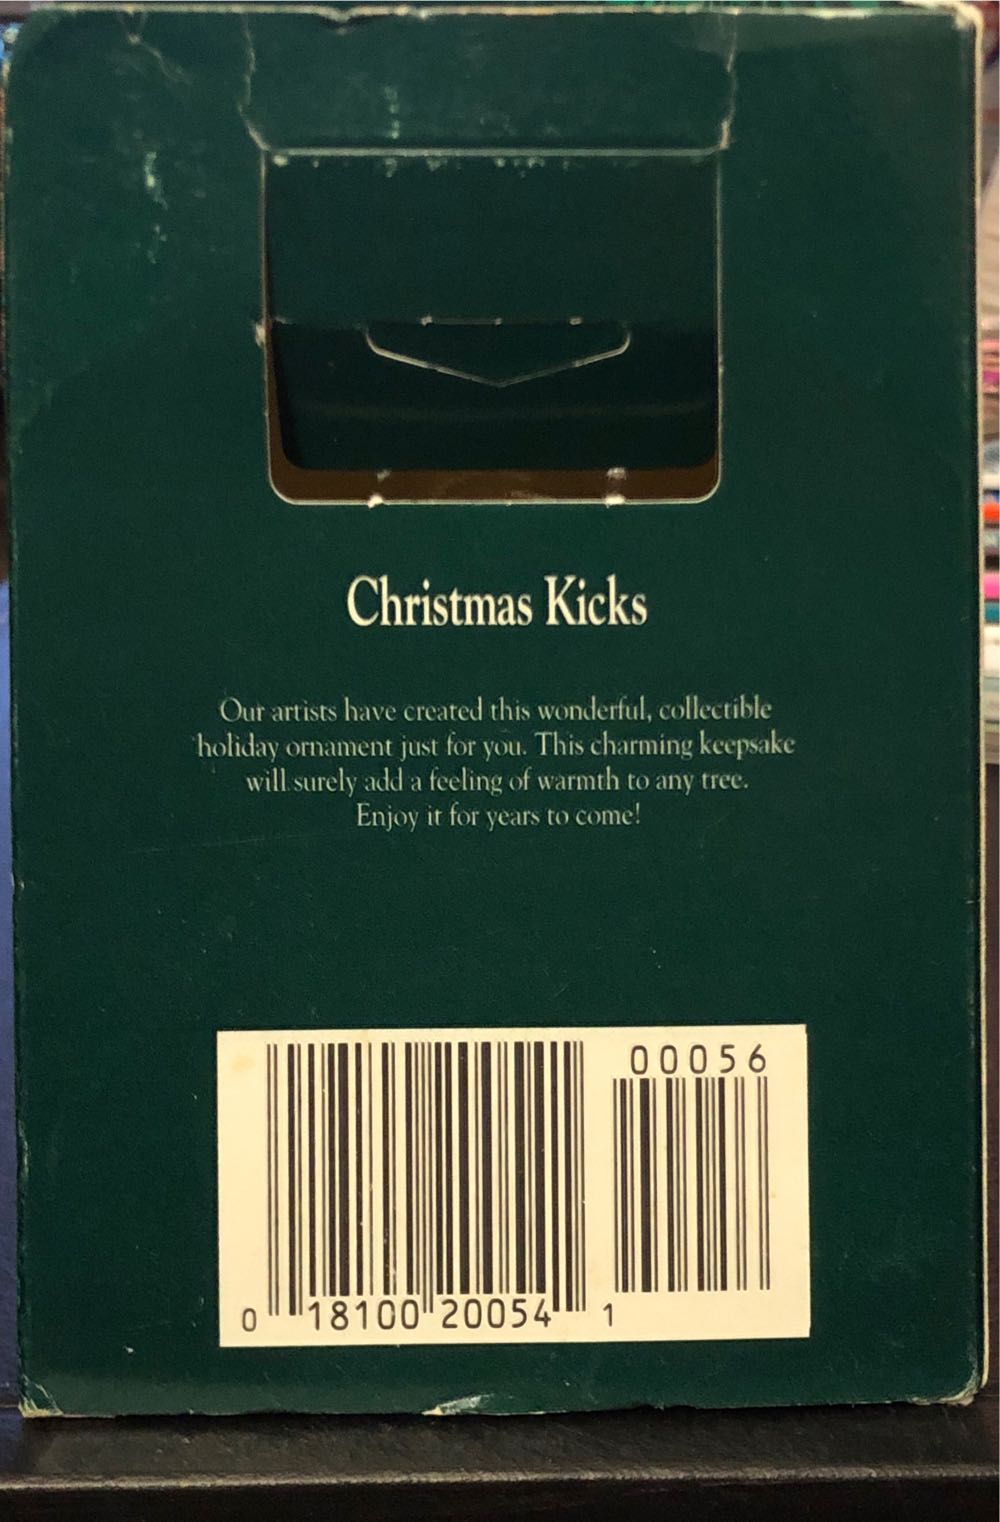 Christmas Kicks
Our artists have created this wonderful, collectible
holiday ornament just for you. This charming keepsake
will surely add a feeling of warmth to any tree.
Enjoy it for years to come!
00056
0 18100 20054 1